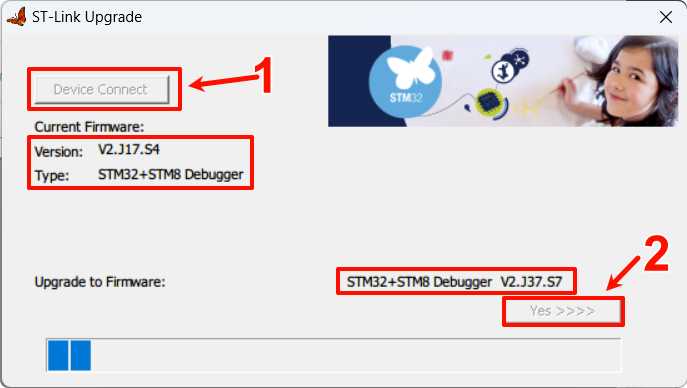 ST-Link Upgrade
Device Connect
1
STM32
Current Firmware:
Version: V2.J17.S4
Type: STM32+STM8 Debugger
2
Upgrade to Firmware: STM32+STM8 Debugger V2.J37.S7
Yes >>>>